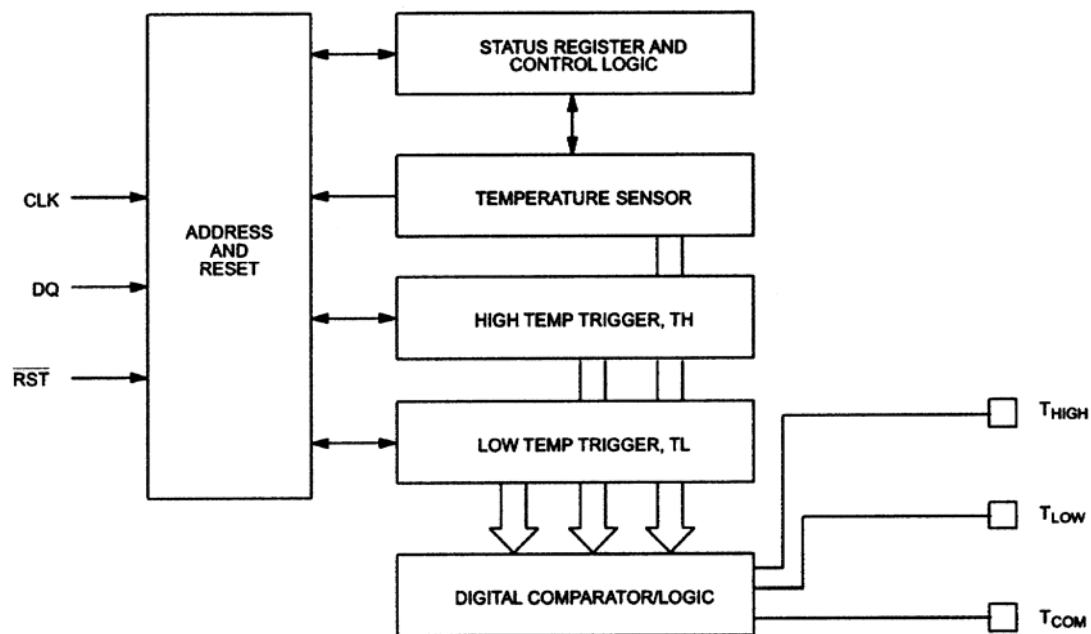 STATUS REGISTER AND
CONTROL LOGIC
TEMPERATURE SENSOR
CLK
ADDRESS
AND
RESET
DQ
HIGH TEMP TRIGGER, TH
RST
LOW TEMP TRIGGER, TL
THIGH
TLOW
DIGITAL COMPARATOR/LOGIC
TCOM